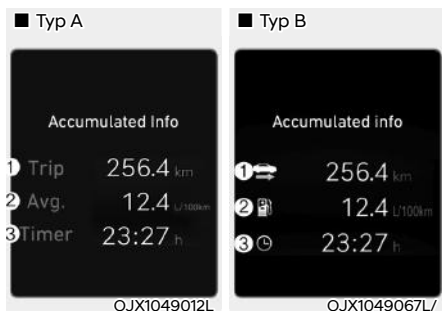 ■ Typ A
Accumulated Info
1 Trip 256.4 km
2 Avg. 12.4 L/100km
3 Timer 23:27 h
OJX1049012L
■ Typ B
Accumulated info
1 256.4 km
2 12.4 L/100km
3 23:27 h
OJX1049067L/